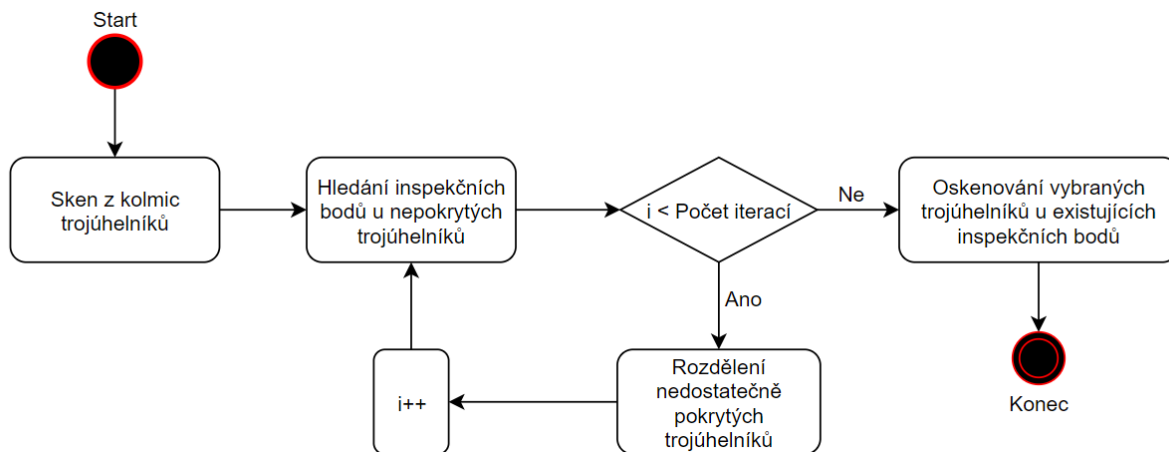 Start
Sken z kolmic
trojúhelníků
Hledání inspekčních
bodů u nepokrytých
trojúhelníků
i < Počet iterací
Ne
Oskenování vybraných
trojúhelníků u existujících
inspekčních bodů
Ano
Rozdělení
nedostatečně
pokrytých
trojúhelníků
i++
Konec